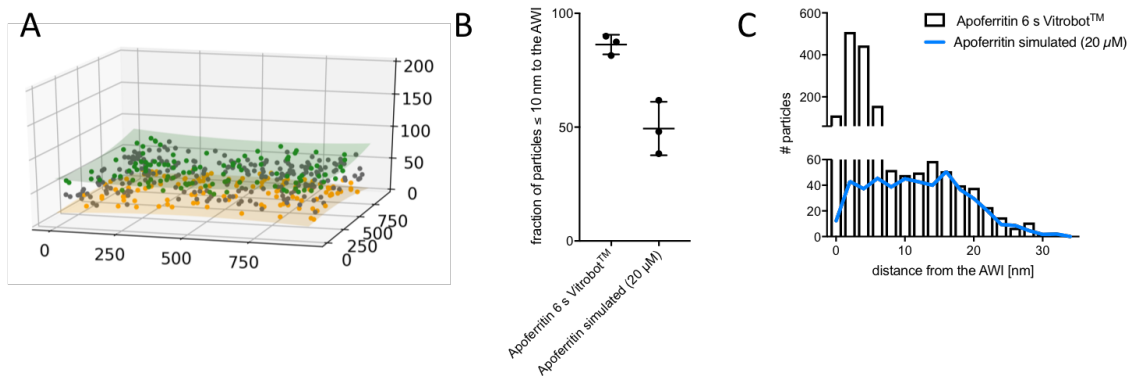 A
200
150
100
50
0
0
250
500
750
0
250
500
750
B
fraction of particles ≤ 10 nm to the AWI
100
50
0
Apoferritin 6 s Vitrobot™
Apoferritin simulated (20 µM)
C
# particles
600
400
200
60
40
20
0
0
10
20
30
distance from the AWI [nm]
Apoferritin 6 s Vitrobot™
Apoferritin simulated (20 µM)